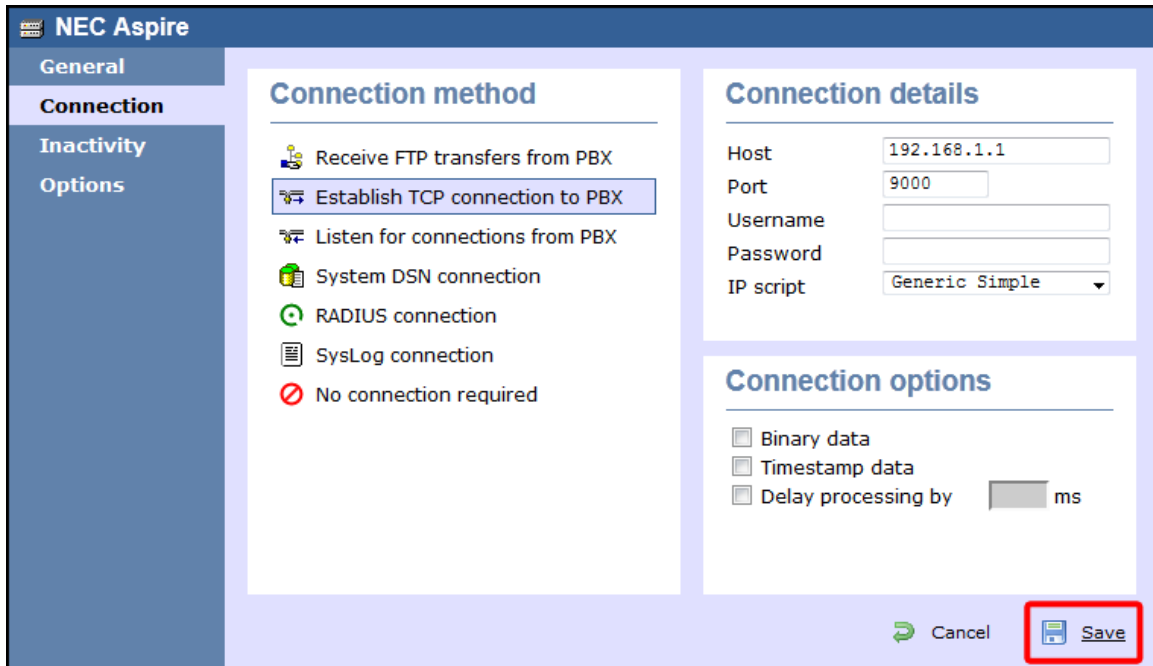 NEC Aspire
General
Connection
Inactivity
Options
Connection method
Receive FTP transfers from PBX
Establish TCP connection to PBX
Listen for connections from PBX
System DSN connection
RADIUS connection
SysLog connection
No connection required
Connection details
Host 192.168.1.1
Port 9000
Username
Password
IP script Generic Simple
Connection options
Binary data
Timestamp data
Delay processing by ms
Cancel Save